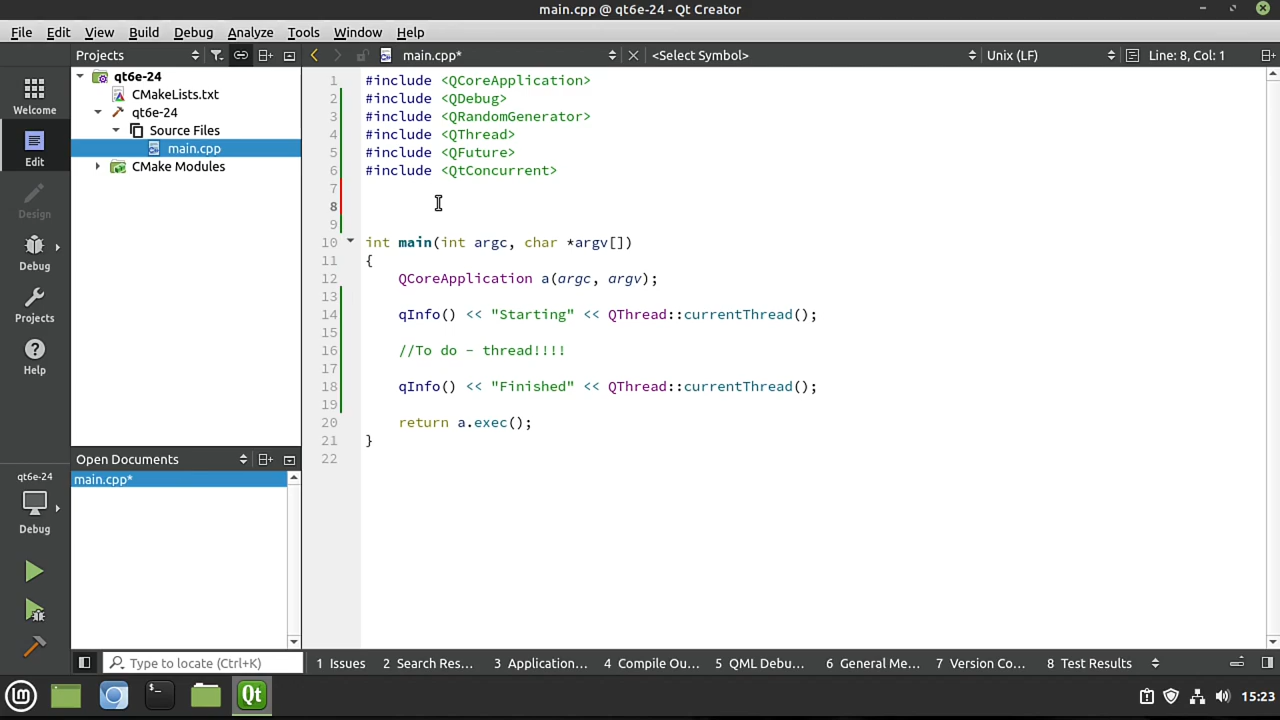 main.cpp @ qt6e-24 - Qt Creator
File Edit View Build Debug Analyze Tools Window Help
Projects
main.cpp*
<Select Symbol>
Unix (LF)
Line: 8, Col: 1
Welcome
Edit
Design
Debug
Projects
Help
qt6e-24
Debug
qt6e-24
CMakeLists.txt
qt6e-24
Source Files
main.cpp
CMake Modules
Open Documents
main.cpp*
1 #include <QCoreApplication>
2 #include <QDebug>
3 #include <QRandomGenerator>
4 #include <QThread>
5 #include <QFuture>
6 #include <QtConcurrent>
7
8
9
10 int main(int argc, char *argv[])
11 {
12 QCoreApplication a(argc, argv);
13
14 qInfo() << "Starting" << QThread::currentThread();
15
16 //To do - thread!!!!
17
18 qInfo() << "Finished" << QThread::currentThread();
19
20 return a.exec();
21 }
22
Type to locate (Ctrl+K)
1 Issues
2 Search Res...
3 Application...
4 Compile Ou...
5 QML Debu...
6 General Me...
7 Version Co...
8 Test Results
15:23